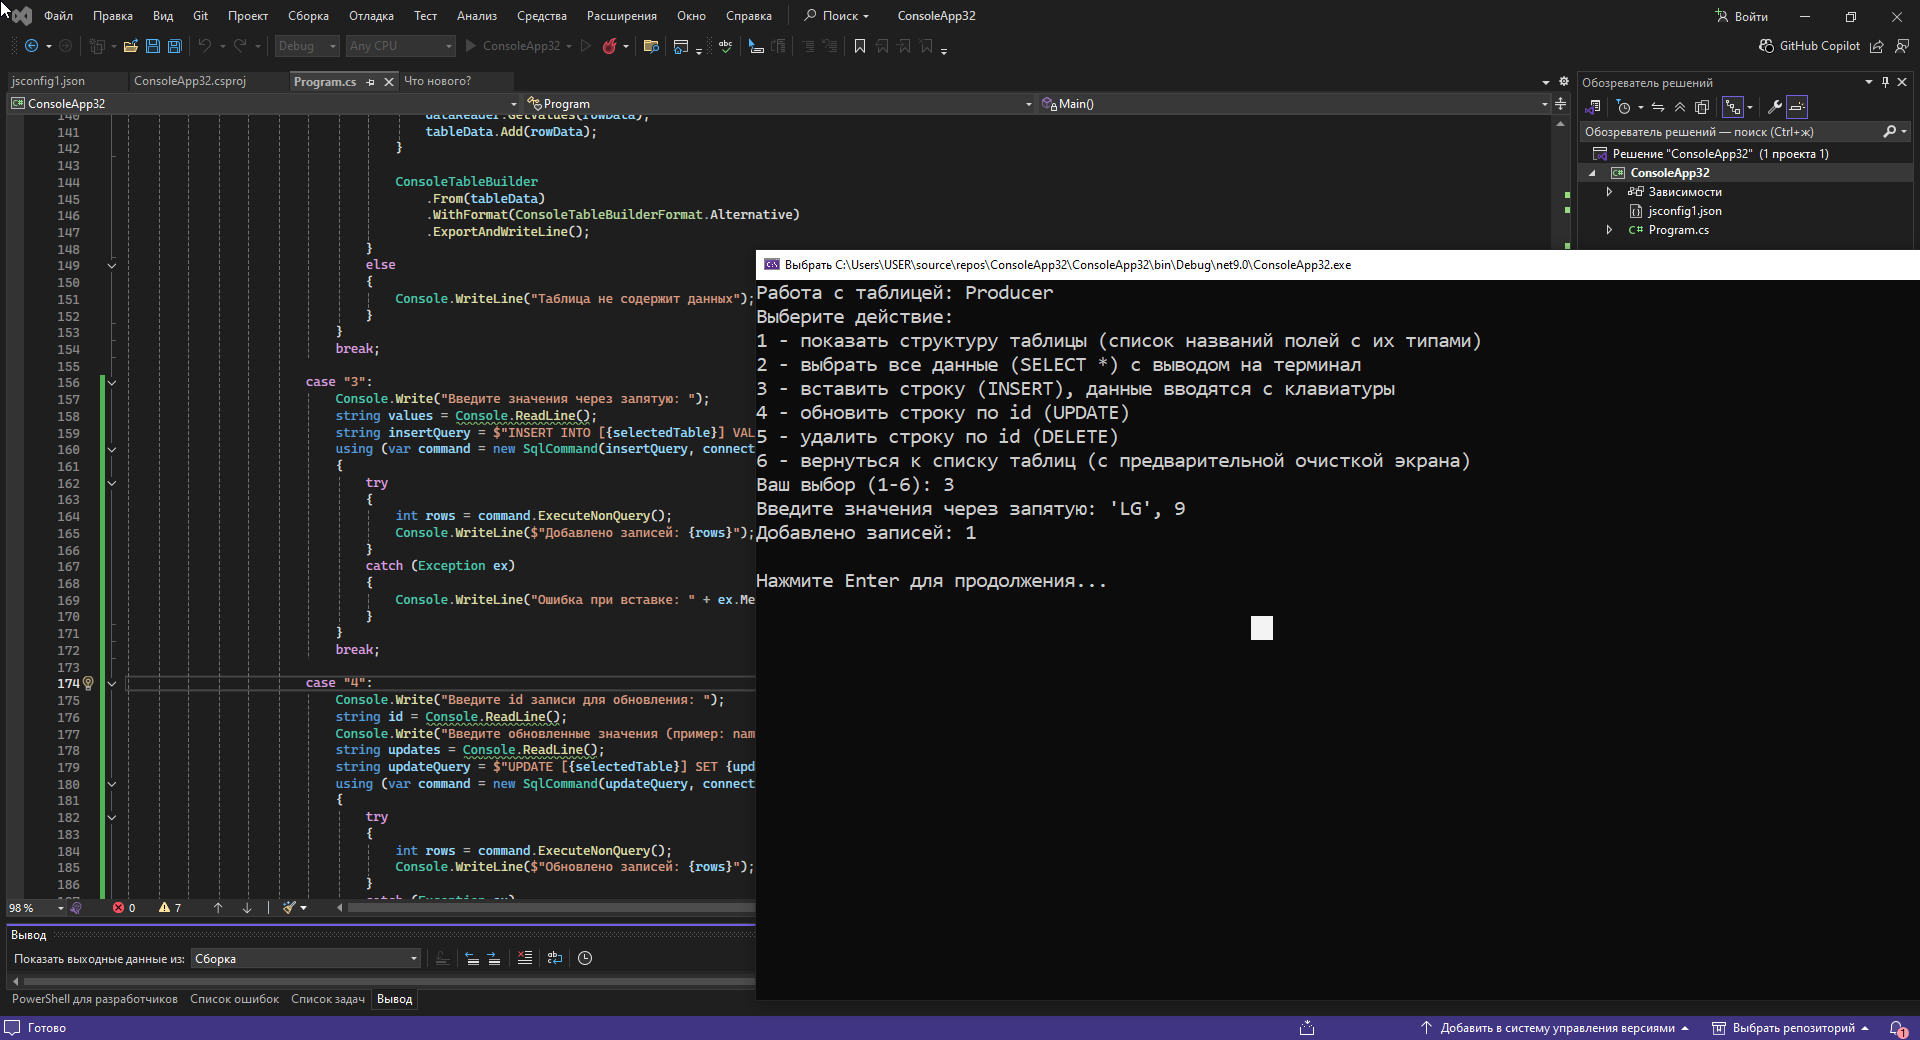 Файл Правка Вид Git Проект Сборка Отладка Тест Анализ Средства Расширения Окно Справка Поиск ConsoleApp32 Войти
Debug Any CPU ConsoleApp32 GitHub Copilot
jsconfig1.json ConsoleApp32.csproj Program.cs Что нового?
ConsoleApp32 Program Main()
140 dataReader.GetValues(rowData);
141 tableData.Add(rowData);
142 }
143
144 ConsoleTableBuilder
145 .From(tableData)
146 .WithFormat(ConsoleTableBuilderFormat.Alternative)
147 .ExportAndWriteLine();
148 }
149 else
150 {
151 Console.WriteLine("Таблица не содержит данных");
152 }
153 }
154 break;
155
156 case "3":
157 Console.Write("Введите значения через запятую: ");
158 string values = Console.ReadLine();
159 string insertQuery = $"INSERT INTO [{selectedTable}] VAL
160 using (var command = new SqlCommand(insertQuery, connect
161 {
162 try
163 {
164 int rows = command.ExecuteNonQuery();
165 Console.WriteLine($"Добавлено записей: {rows}");
166 }
167 catch (Exception ex)
168 {
169 Console.WriteLine("Ошибка при вставке: " + ex.Me
170 }
171 }
172 break;
173
174 case "4":
175 Console.Write("Введите id записи для обновления: ");
176 string id = Console.ReadLine();
177 Console.Write("Введите обновленные значения (пример: nam
178 string updates = Console.ReadLine();
179 string updateQuery = $"UPDATE [{selectedTable}] SET {upd
180 using (var command = new SqlCommand(updateQuery, connect
181 {
182 try
183 {
184 int rows = command.ExecuteNonQuery();
185 Console.WriteLine($"Обновлено записей: {rows}");
186 }
98 % 0 7
Вывод
Показать выходные данные из: Сборка
PowerShell для разработчиков Список ошибок Список задач Вывод
Готово Добавить в систему управления версиями Выбрать репозиторий 1
Обозреватель решений
Обозреватель решений — поиск (Ctrl+ж)
Решение "ConsoleApp32" (1 проекта 1)
C# ConsoleApp32
Зависимости
jsconfig1.json
C# Program.cs
Выбрать C:\Users\USER\source\repos\ConsoleApp32\ConsoleApp32\bin\Debug\net9.0\ConsoleApp32.exe
Работа с таблицей: Producer
Выберите действие:
1 - показать структуру таблицы (список названий полей с их типами)
2 - выбрать все данные (SELECT *) с выводом на терминал
3 - вставить строку (INSERT), данные вводятся с клавиатуры
4 - обновить строку по id (UPDATE)
5 - удалить строку по id (DELETE)
6 - вернуться к списку таблиц (с предварительной очисткой экрана)
Ваш выбор (1-6): 3
Введите значения через запятую: 'LG', 9
Добавлено записей: 1
Нажмите Enter для продолжения...